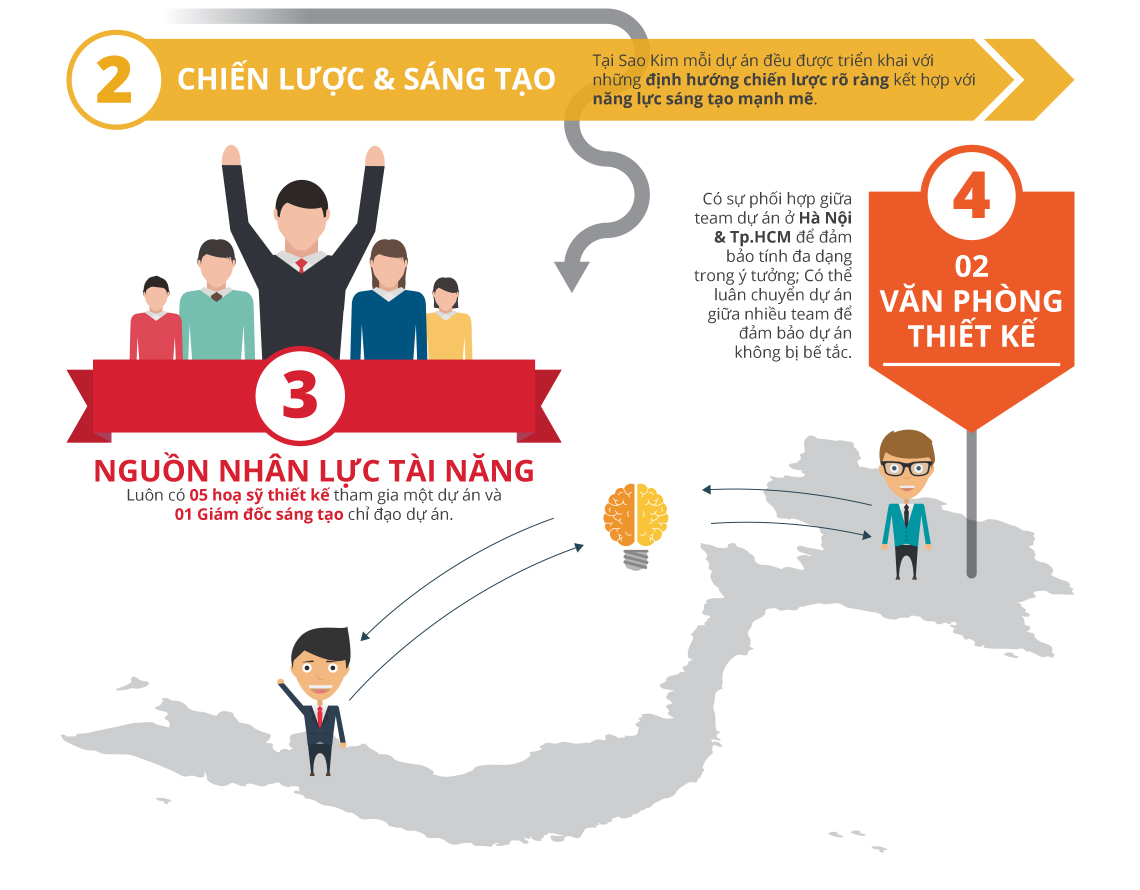 2
CHIẾN LƯỢC & SÁNG TẠO
Tại Sao Kim mỗi dự án đều được triển khai với
những định hướng chiến lược rõ ràng kết hợp với
năng lực sáng tạo mạnh mẽ.
3
NGUỒN NHÂN LỰC TÀI NĂNG
Luôn có 05 hoạ sỹ thiết kế tham gia một dự án và
01 Giám đốc sáng tạo chỉ đạo dự án.
Có sự phối hợp giữa
team dự án ở Hà Nội
& Tp.HCM để đảm
bảo tính đa dạng
trong ý tưởng; Có thể
luân chuyển dự án
giữa nhiều team để
đảm bảo dự án
không bị bế tắc.
4
02
VĂN PHÒNG
THIẾT KẾ